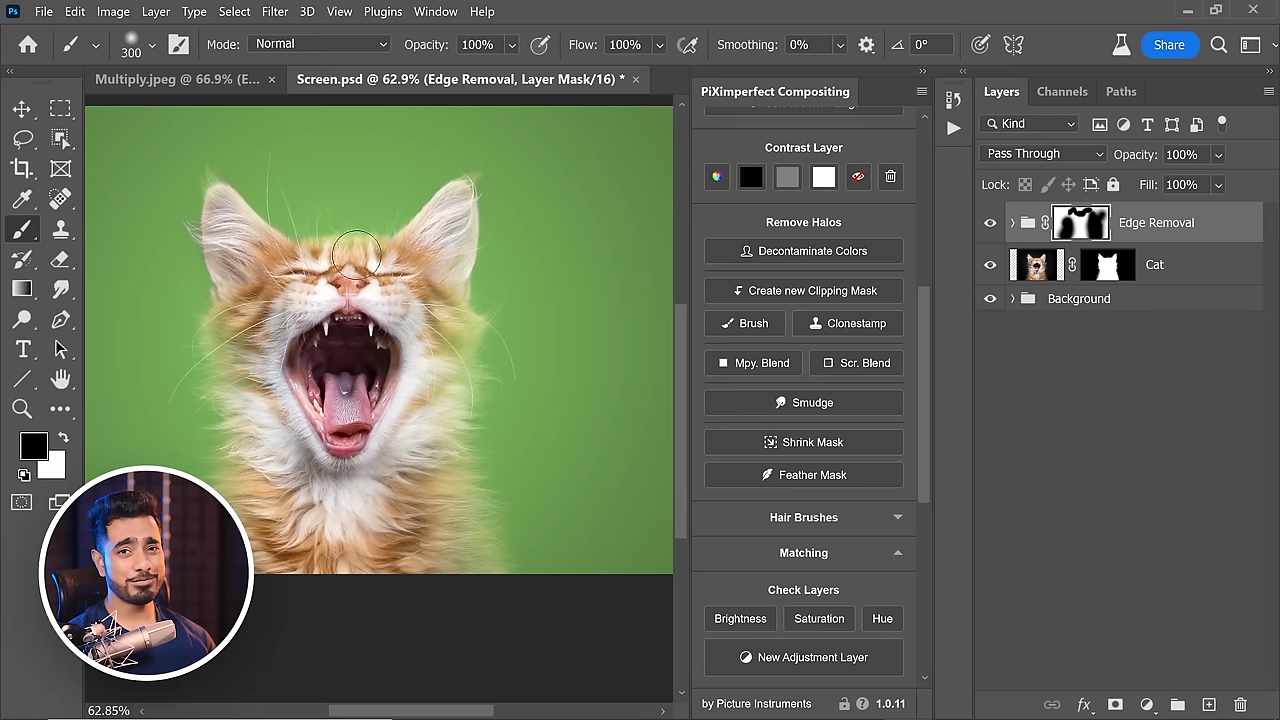 Ps File Edit Image Layer Type Select Filter 3D View Plugins Window Help
300 Mode: Normal Opacity: 100% Flow: 100% Smoothing: 0% 0° Share
Multiply.jpeg @ 66.9% (E... × Screen.psd @ 62.9% (Edge Removal, Layer Mask/16) * ×
PiXimperfect Compositing
Contrast Layer
Remove Halos
Decontaminate Colors
Create new Clipping Mask
Brush Clonestamp
Mpy. Blend Scr. Blend
Smudge
Shrink Mask
Feather Mask
Hair Brushes
Matching
Check Layers
Brightness Saturation Hue
New Adjustment Layer
by Picture Instruments 1.0.11
Layers Channels Paths
Kind
Pass Through Opacity: 100%
Lock: Fill: 100%
Edge Removal
Cat
Background
fx
62.85%